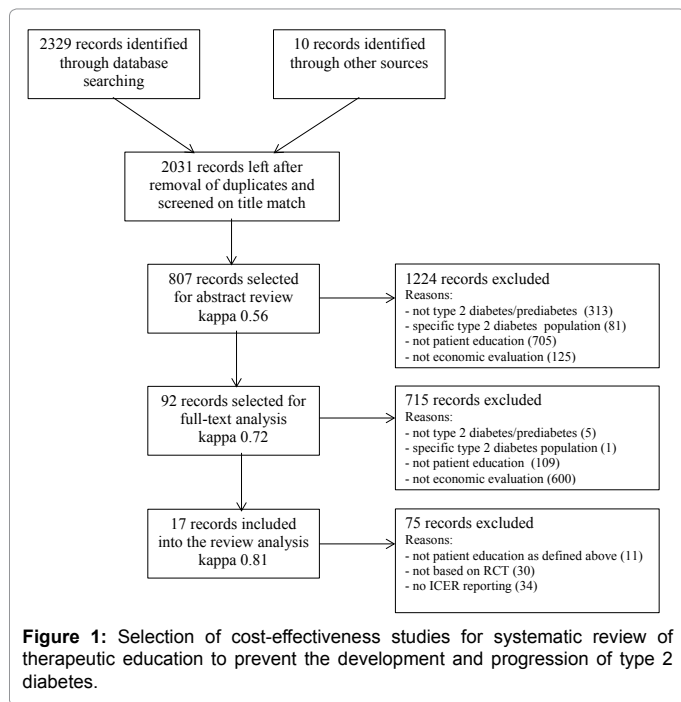 2329 records identified
through database
searching
10 records identified
through other sources
2031 records left after
removal of duplicates and
screened on title match
807 records selected
for abstract review
kappa 0.56
1224 records excluded
Reasons:
- not type 2 diabetes/prediabetes (313)
- specific type 2 diabetes population (81)
- not patient education (705)
- not economic evaluation (125)
92 records selected for
full-text analysis
kappa 0.72
715 records excluded
Reasons:
- not type 2 diabetes/prediabetes (5)
- specific type 2 diabetes population (1)
- not patient education (109)
- not economic evaluation (600)
17 records included
into the review analysis
kappa 0.81
75 records excluded
Reasons:
- not patient education as defined above (11)
- not based on RCT (30)
- no ICER reporting (34)
Figure 1: Selection of cost-effectiveness studies for systematic review of
therapeutic education to prevent the development and progression of type 2
diabetes.